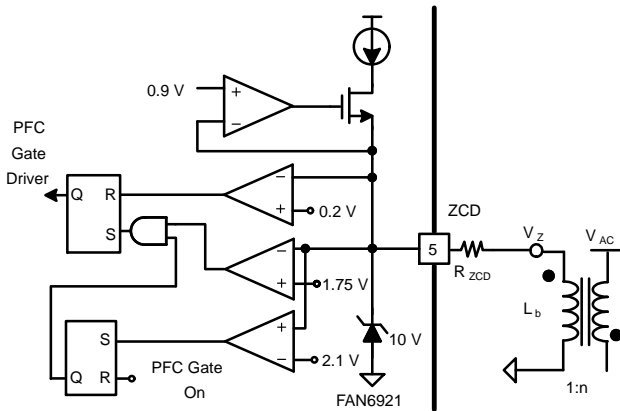 0.9 V
+
−
PFC
Gate
Driver
Q
R
S
−
+
0.2 V
ZCD
5
R ZCD
V Z
V AC
−
+
1.75 V
L b
+
−
2.1 V
S
Q
R
PFC Gate
On
10 V
FAN6921
1:n